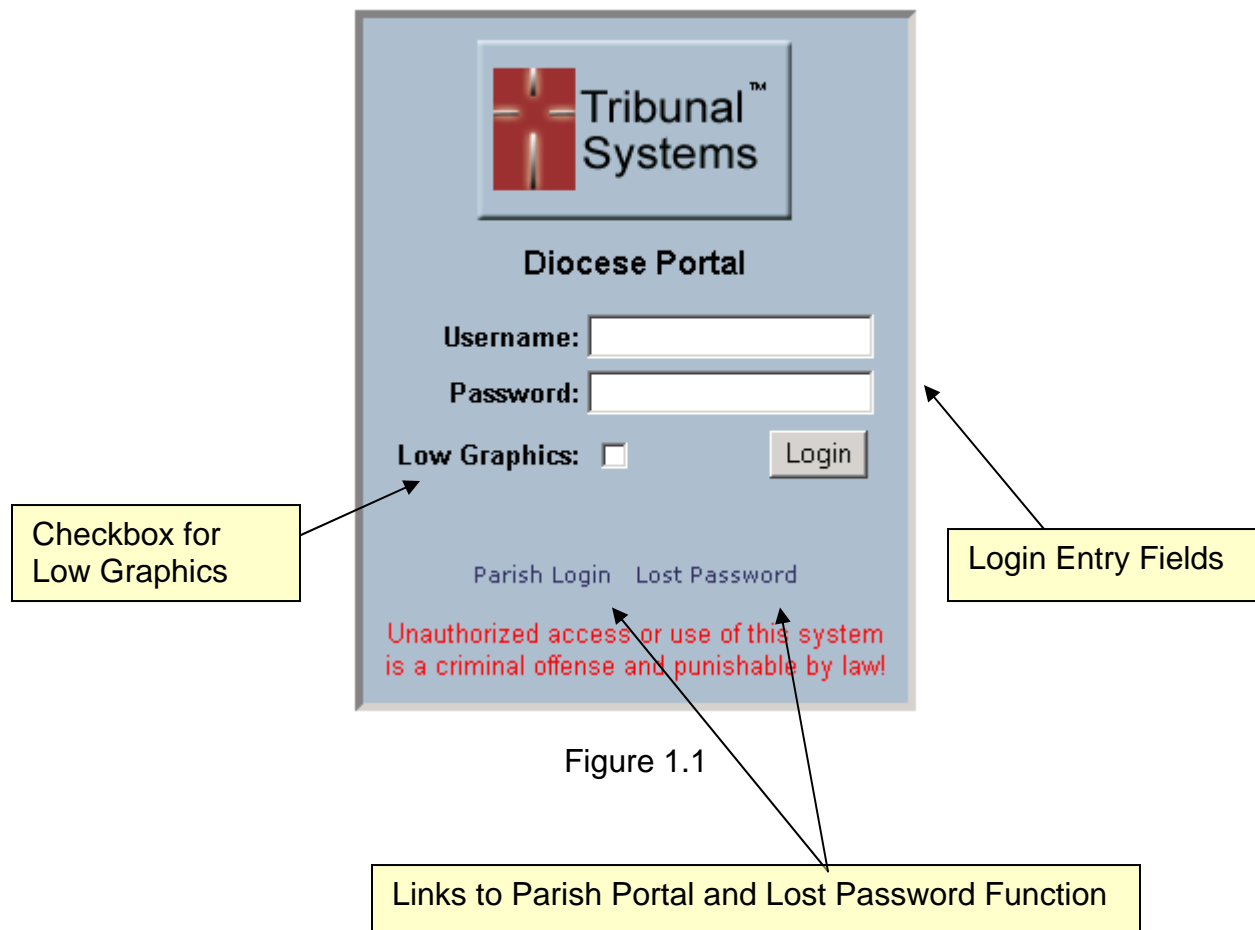 Tribunal™
Systems
Diocese Portal
Username:
Password:
Low Graphics:
Login
Checkbox for
Low Graphics
Login Entry Fields
Parish Login Lost Password
Unauthorized access or use of this system
is a criminal offense and punishable by law!
Figure 1.1
Links to Parish Portal and Lost Password Function